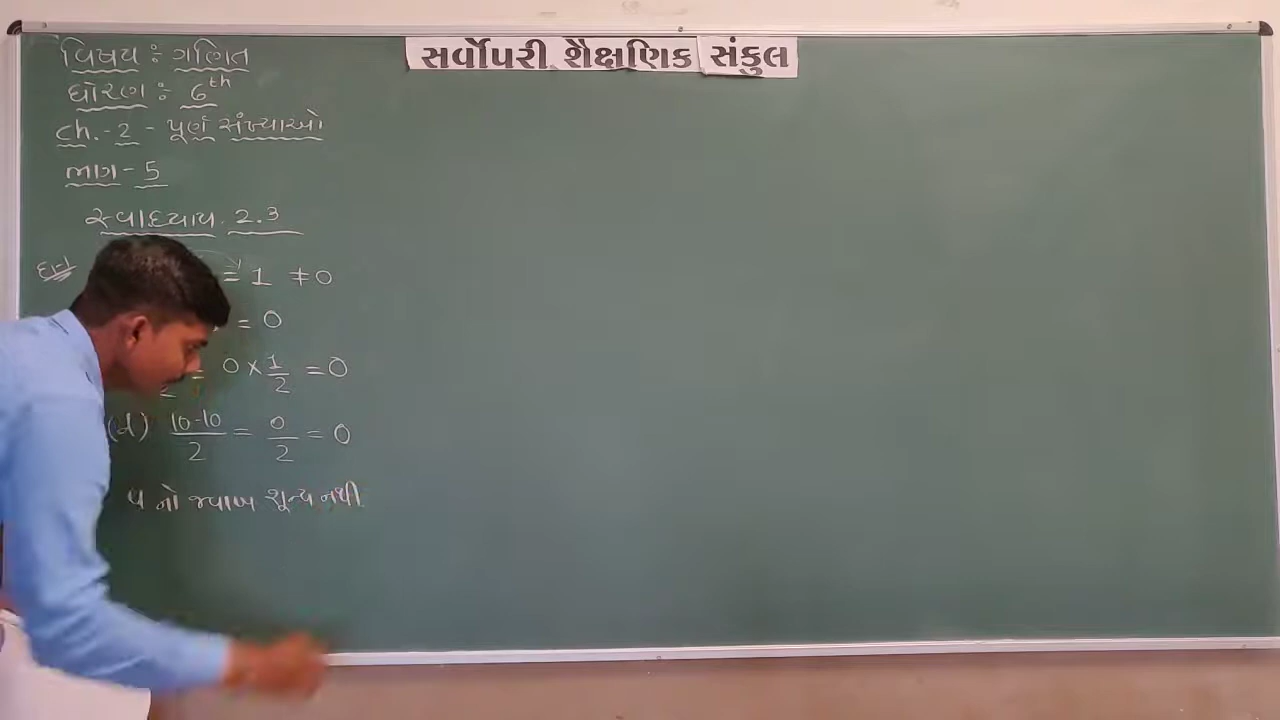 સર્વોપરી શૈક્ષણિક સંકુલ
વિષય : ગણિત
ધોરણ : 6th
ch. - 2 - પૂર્ણ સંખ્યાઓ
ભાગ - 5
સ્વાધ્યાય 2.3
= 1 ≠ 0
= 0
2 = 0 × 1/2 = 0
(d) 10-10/2 = 0/2 = 0
નો જવાબ શૂન્ય નથી